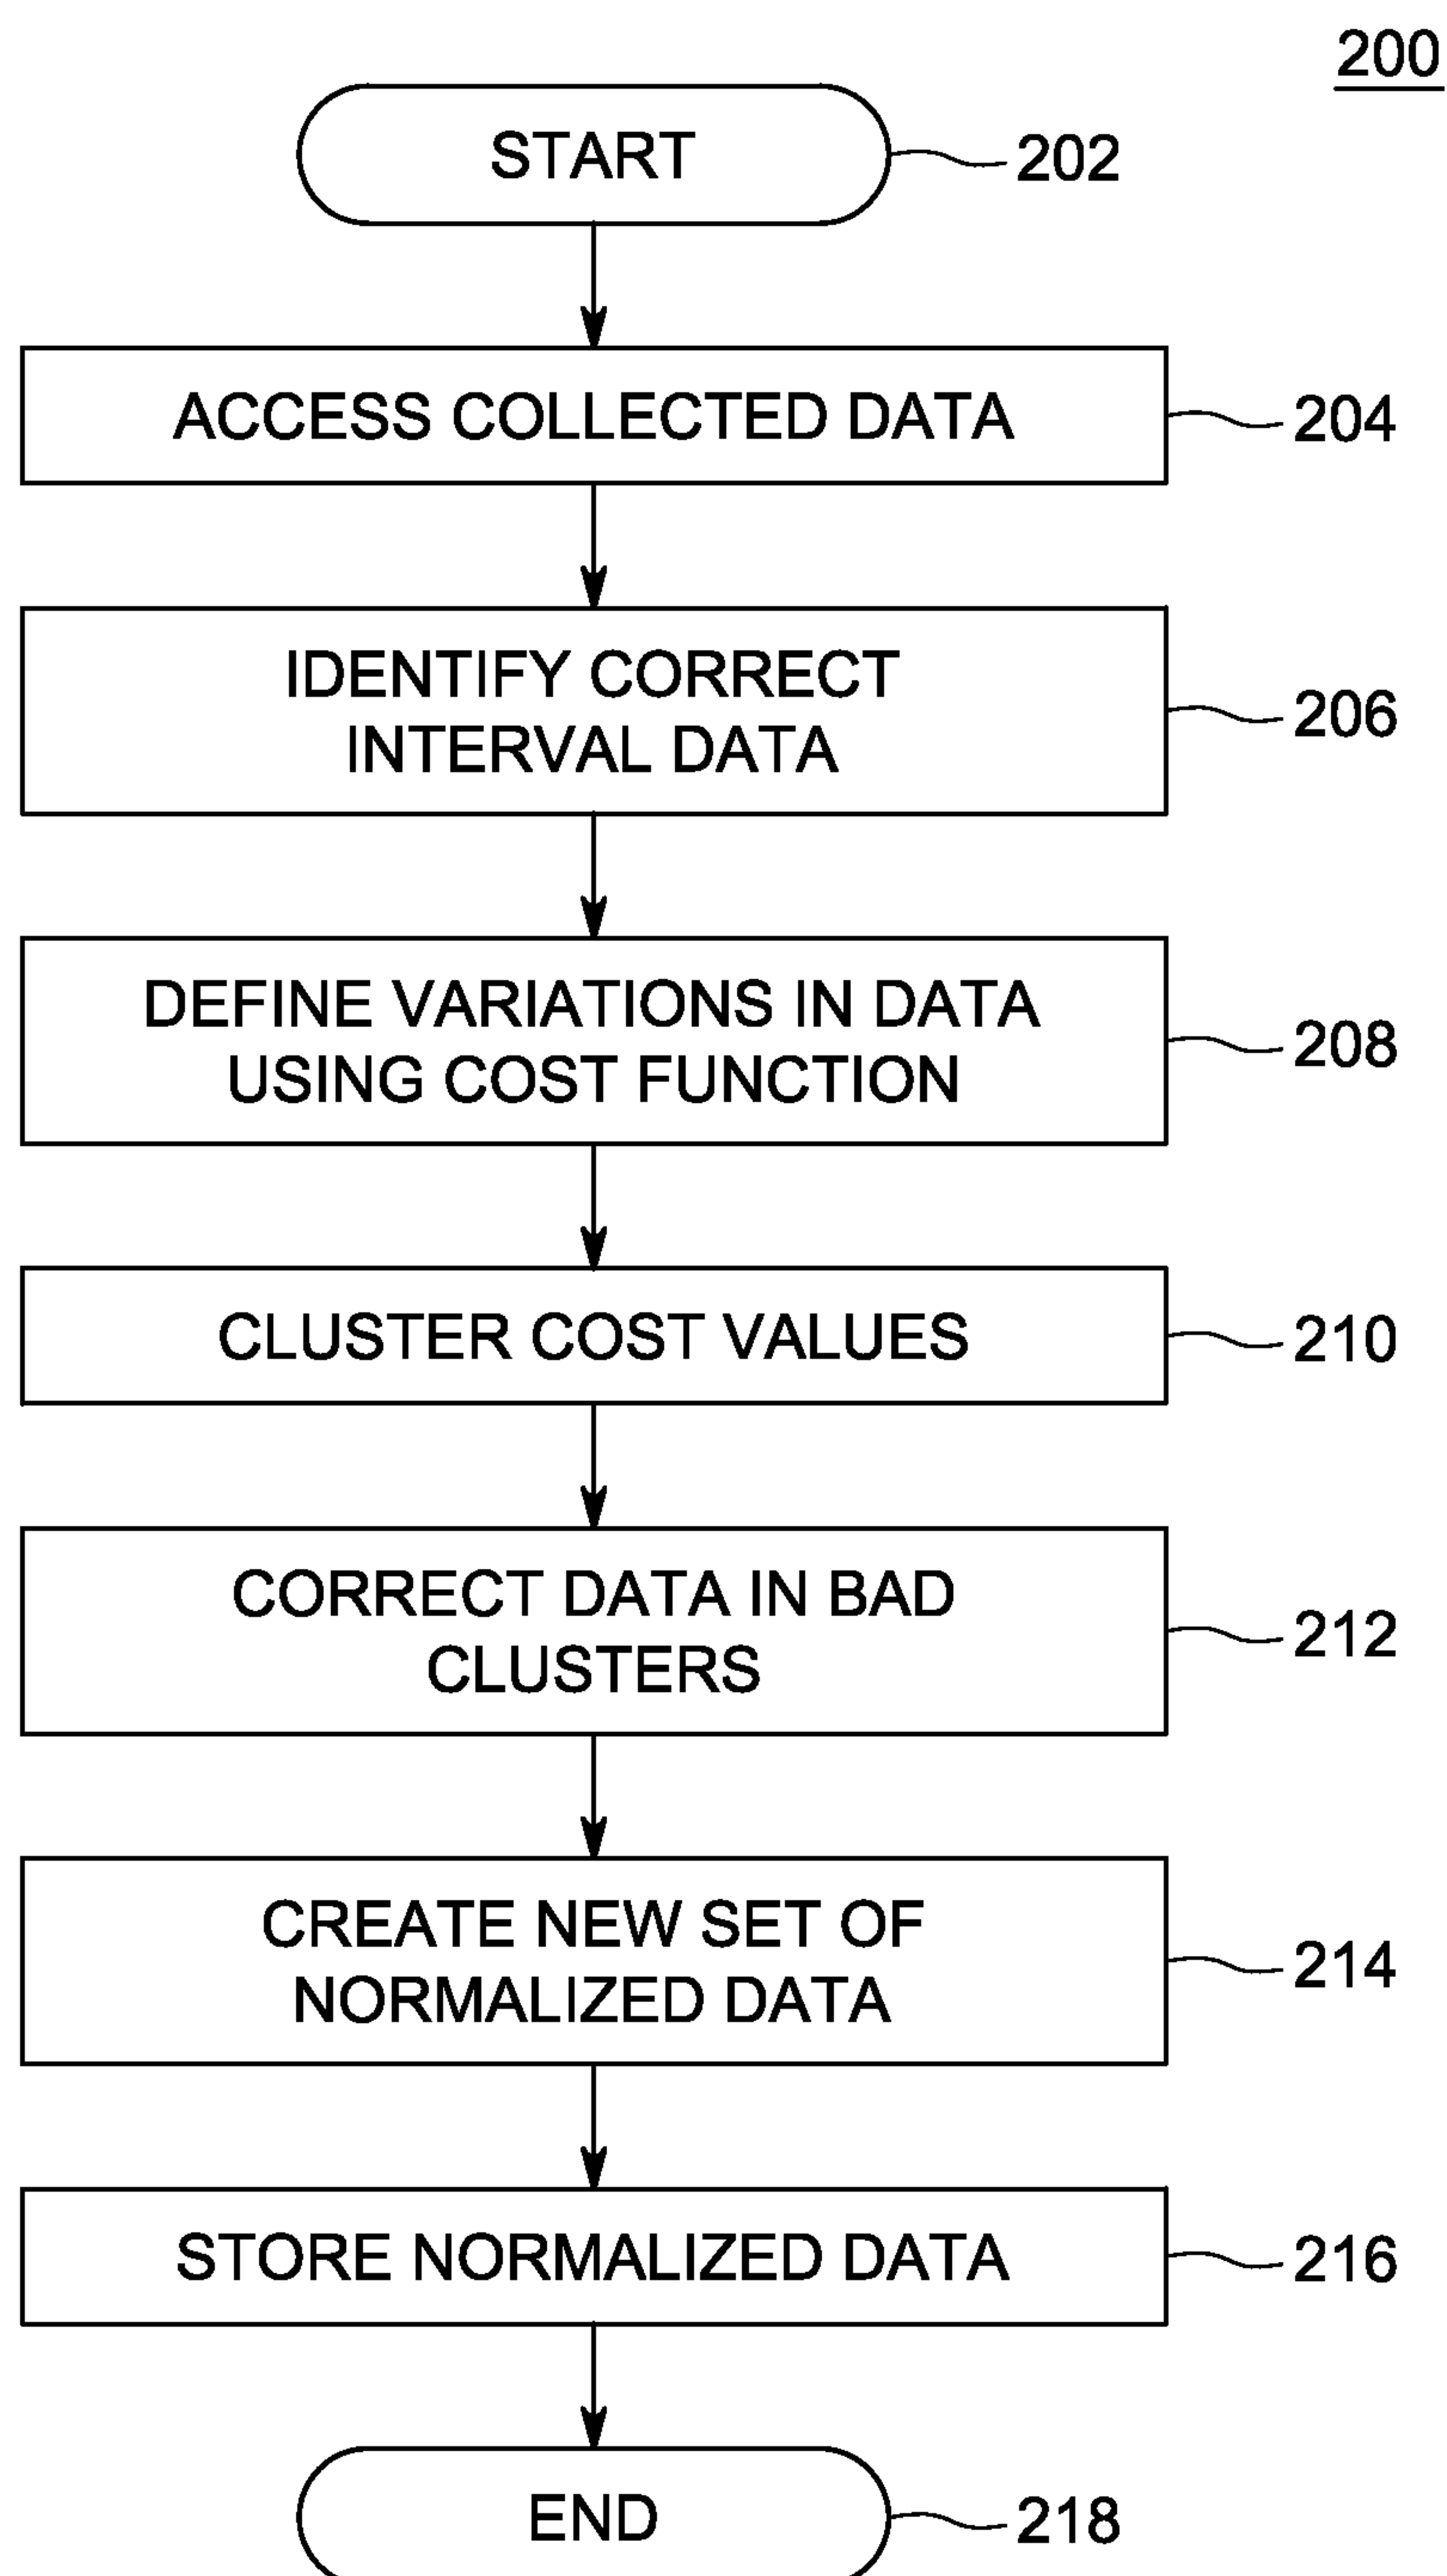 200
START
202
ACCESS COLLECTED DATA
204
IDENTIFY CORRECT
INTERVAL DATA
206
DEFINE VARIATIONS IN DATA
USING COST FUNCTION
208
CLUSTER COST VALUES
210
CORRECT DATA IN BAD
CLUSTERS
212
CREATE NEW SET OF
NORMALIZED DATA
214
STORE NORMALIZED DATA
216
END
218